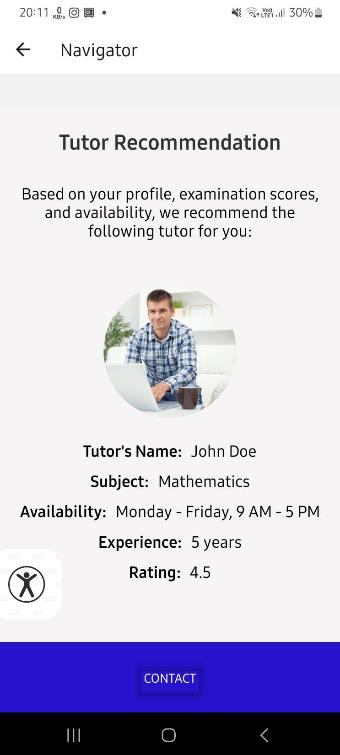 20:11 0 KB/s Vo) LTE1 30%
Navigator
Tutor Recommendation
Based on your profile, examination scores,
and availability, we recommend the
following tutor for you:
Tutor's Name: John Doe
Subject: Mathematics
Availability: Monday - Friday, 9 AM - 5 PM
Experience: 5 years
Rating: 4.5
CONTACT